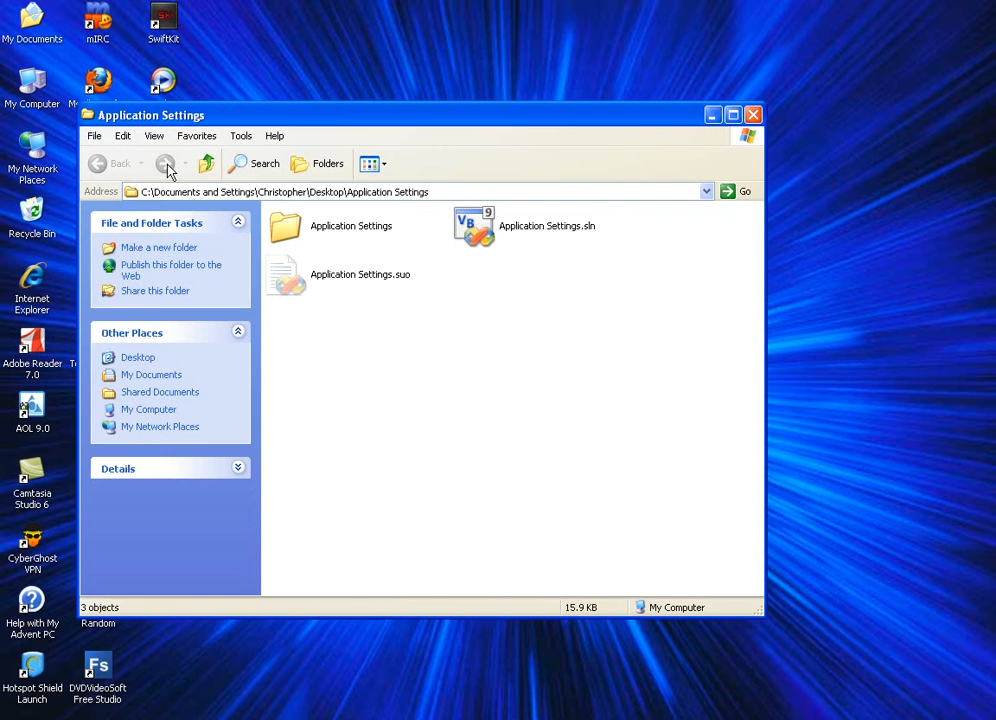 My Documents
mIRC
SwiftKit
My Computer
My Network
Places
Recycle Bin
Internet
Explorer
Adobe Reader
7.0
AOL 9.0
Camtasia
Studio 6
CyberGhost
VPN
Help with My
Advent PC
Random
Hotspot Shield
Launch
Fs
DVDVideoSoft
Free Studio
Application Settings
File Edit View Favorites Tools Help
Back Search Folders
Address C:\Documents and Settings\Christopher\Desktop\Application Settings Go
File and Folder Tasks
Make a new folder
Publish this folder to the
Web
Share this folder
Other Places
Desktop
My Documents
Shared Documents
My Computer
My Network Places
Details
Application Settings
VB 9
Application Settings.sln
Application Settings.suo
3 objects 15.9 KB My Computer